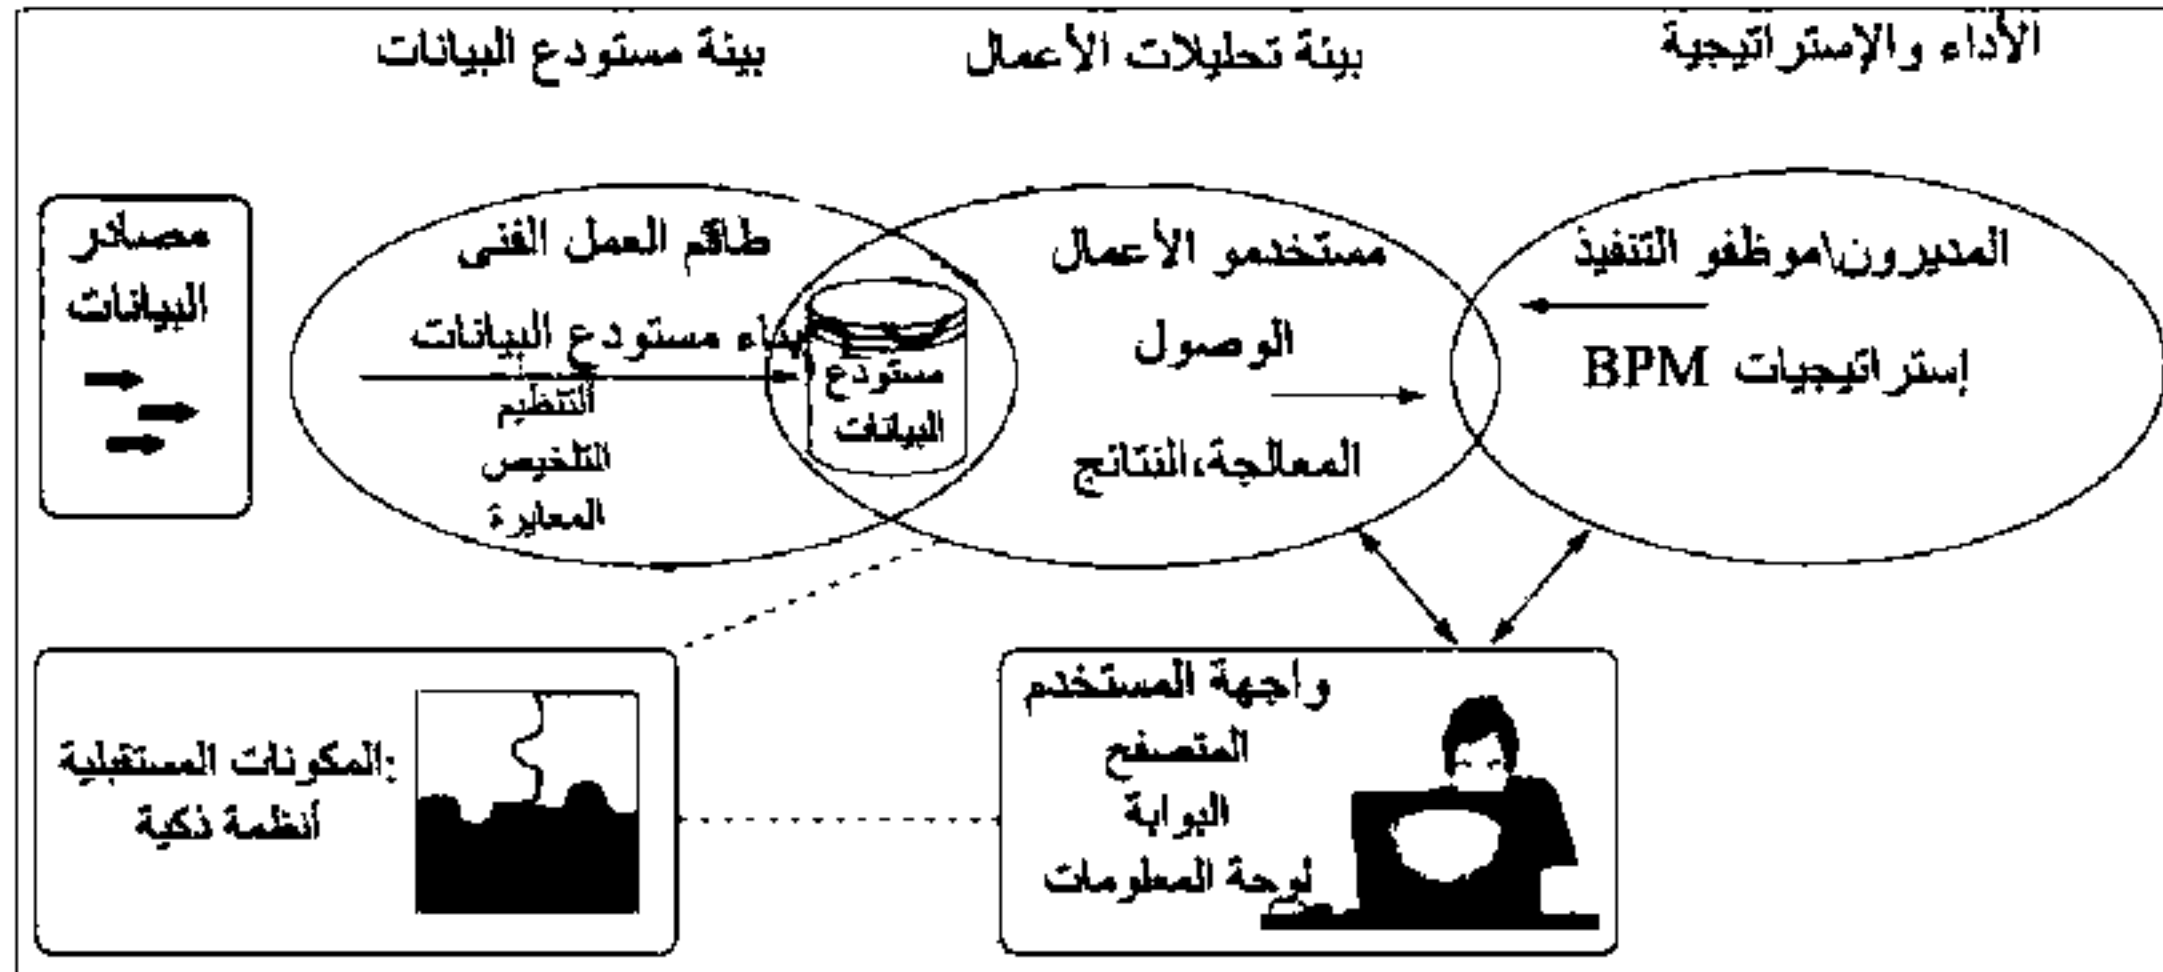 الأداء والإستراتيجية
بيئة تحليلات الأعمال
بيئة مستودع البيانات
المديرون\موظفو التنفيذ
إستراتيجيات BPM
مستخدمو الأعمال
الوصول
المعالجة،النتائج
طاقم العمل الفنى
بناء مستودع البيانات
التنظيم
التلخيص
المعايرة
مستودع
البيانات
مصادر
البيانات
واجهة المستخدم
المتصفح
البوابة
لوحة المعلومات
المكونات المستقبلية:
أنظمة ذكية